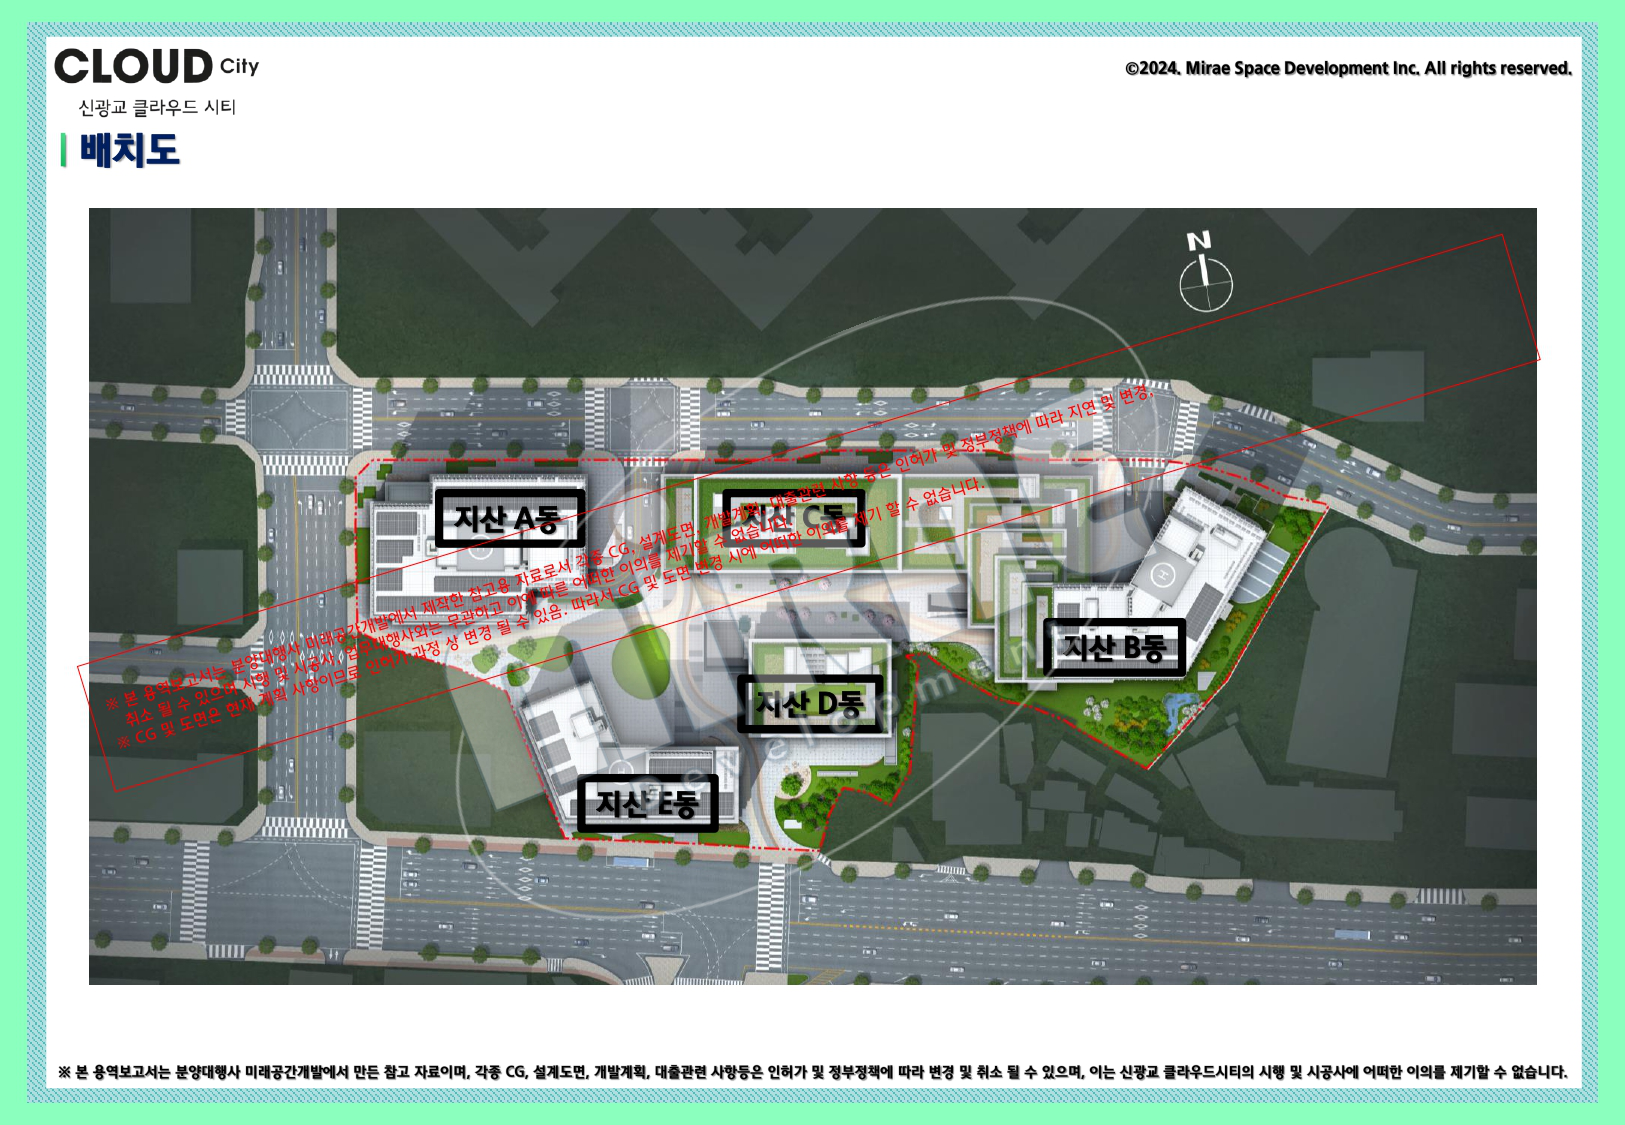 CLOUD City
©2024. Mirae Space Development Inc. All rights reserved.
신광교 클라우드 시티
배치도
N
지산 A동
지산 C동
지산 B동
지산 D동
지산 E동
※ 본 용역보고서는 분양대행사 미래공간개발에서 제작한 참고용 자료로서 각종 CG, 설계도면, 개발계획, 대출관련 사항 등은 인허가 및 정부정책에 따라 지연 및 변경,
취소 될 수 있으며 시행 및 시공사, 업무대행사와는 무관하고 이에 따른 어떠한 이의를 제기할 수 없습니다.
※ CG 및 도면은 현재 계획 사항이므로 인허가 과정 상 변경 될 수 있음. 따라서 CG 및 도면 변경 시에 어떠한 이의를 제기 할 수 없습니다.
※ 본 용역보고서는 분양대행사 미래공간개발에서 만든 참고 자료이며, 각종 CG, 설계도면, 개발계획, 대출관련 사항등은 인허가 및 정부정책에 따라 변경 및 취소 될 수 있으며, 이는 신광교 클라우드시티의 시행 및 시공사에 어떠한 이의를 제기할 수 없습니다.